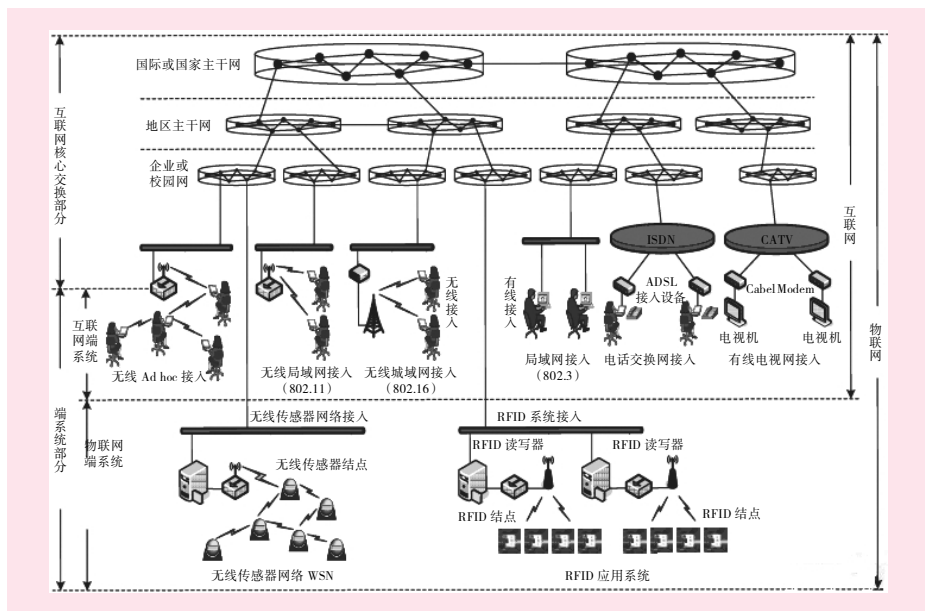 国际或国家主干网
地区主干网
企业或
校园网
互联网核心交换部分
互联网
物联网
ISDN
CATV
ADSL
接入设备
Cabel Modem
无线接入
有线接入
互联
网端
系统
电视机
电视机
无线 Ad hoc 接入
无线局域网接入
（802.11）
无线城域网接入
（802.16）
局域网接入
（802.3）
电话交换网接入
有线电视网接入
端系统部分
物联网
端系统
无线传感器网络接入
RFID 系统接入
RFID 读写器
RFID 读写器
无线传感器结点
RFID 结点
RFID 结点
无线传感器网络 WSN
RFID 应用系统